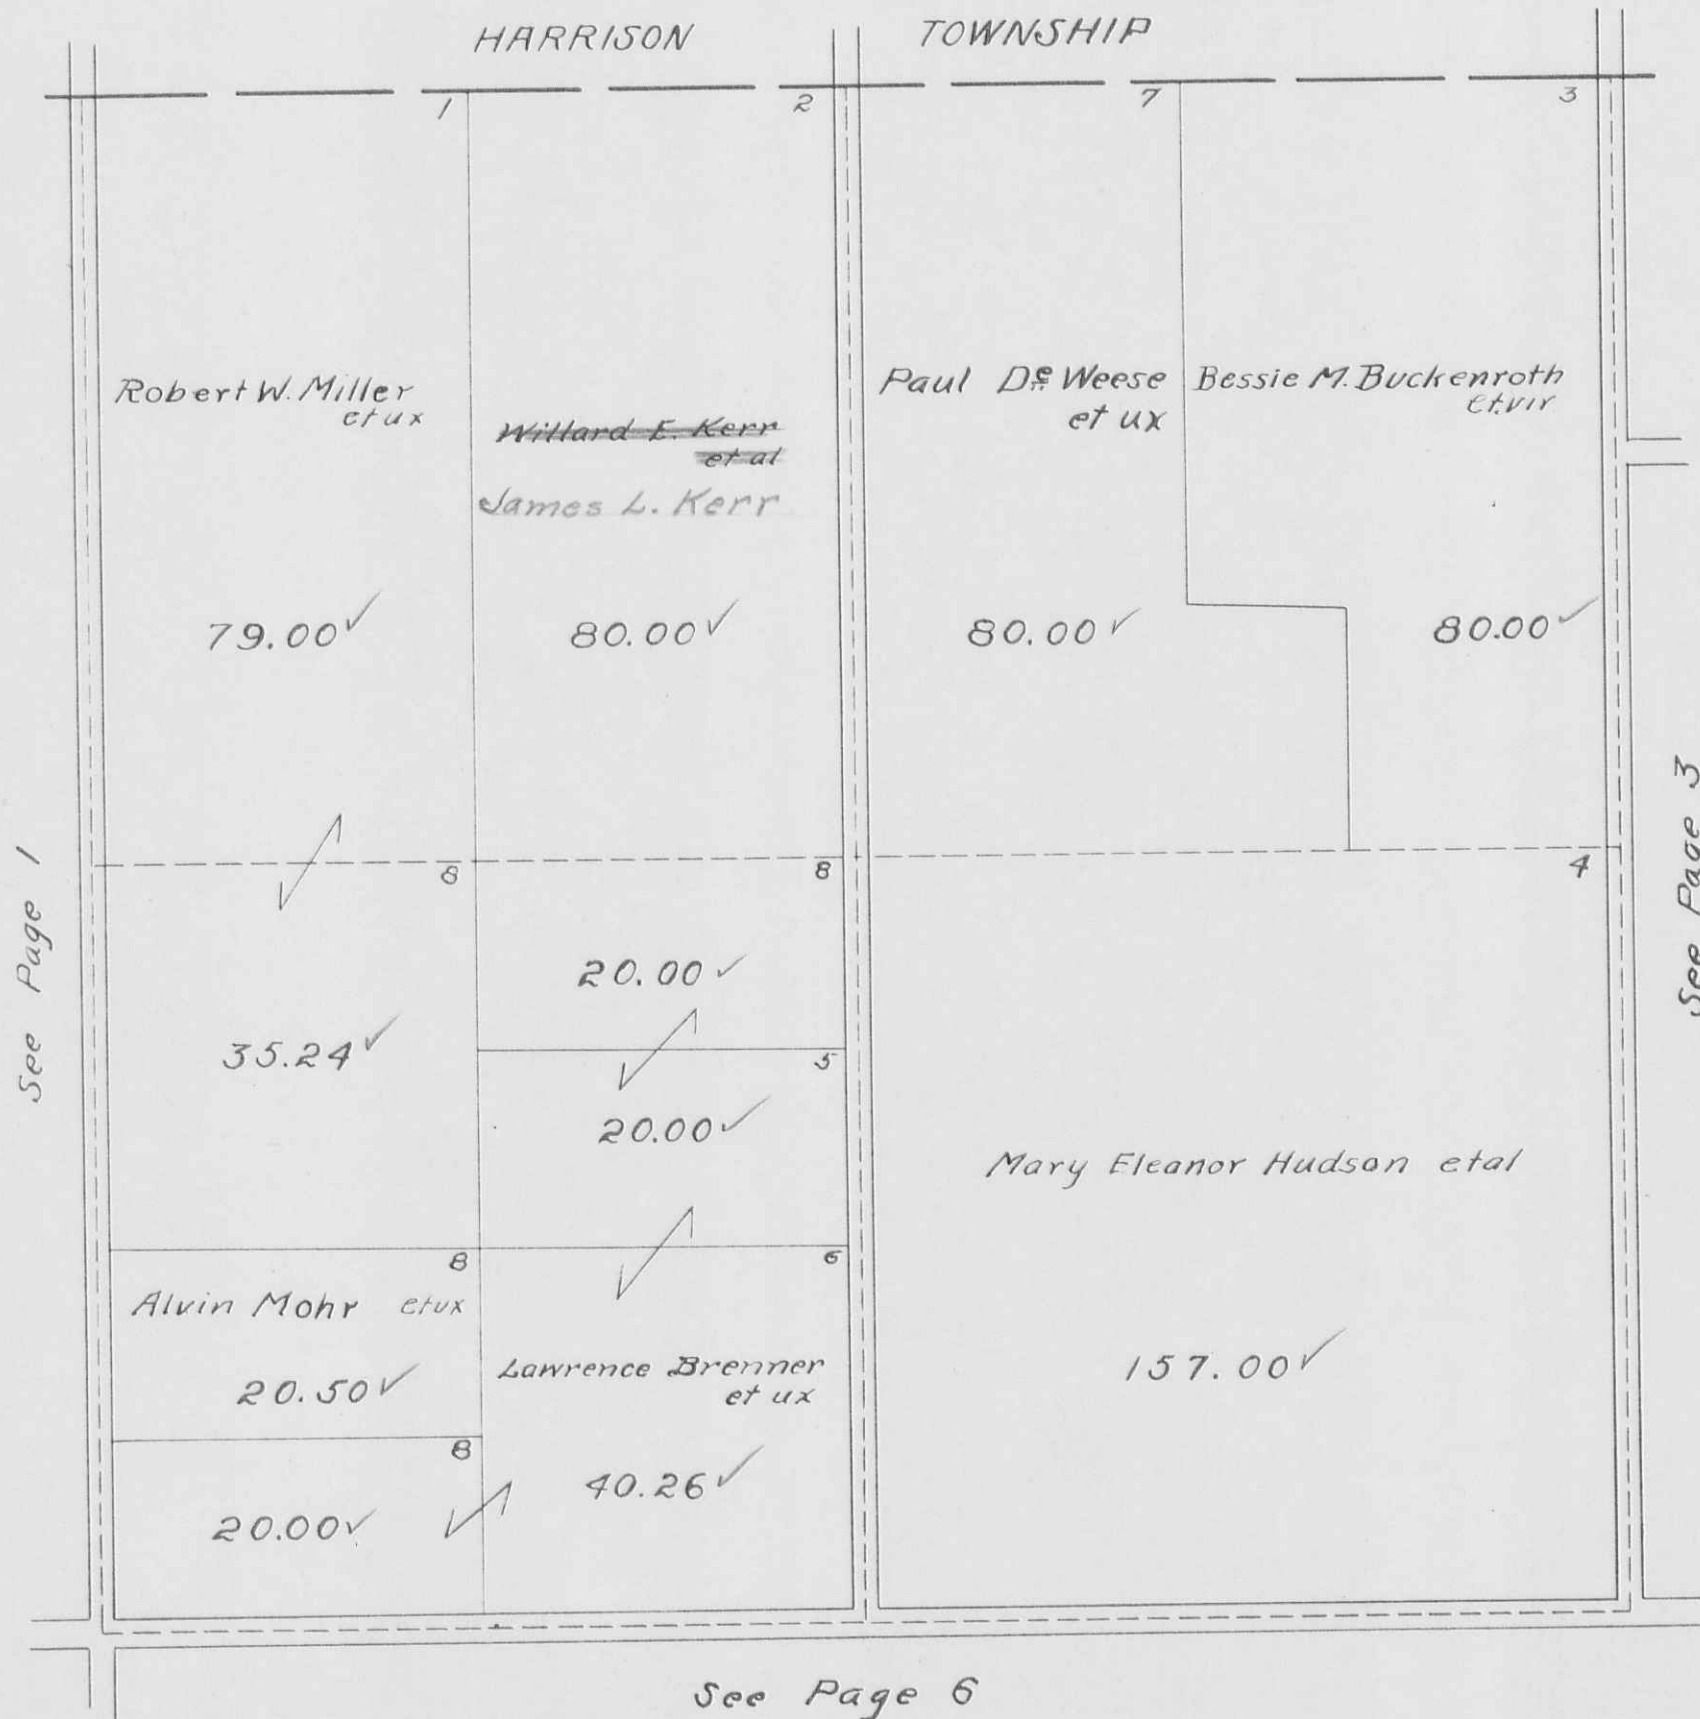 HARRISON TOWNSHIP
1 2 7 3
Robert W. Miller
et ux
Willard E. Kerr
et al
James L. Kerr
Paul De Weese
et ux
Bessie M. Buckenroth
et vir
79.00✓
80.00✓
80.00✓
80.00✓
8 8 4
See Page 1
See Page 3
20.00✓
35.24✓
5
20.00✓
Mary Eleanor Hudson etal
157.00✓
8 6
Alvin Mohr etux
20.50✓
Lawrence Brenner
et ux
8
40.26✓
20.00✓
See Page 6